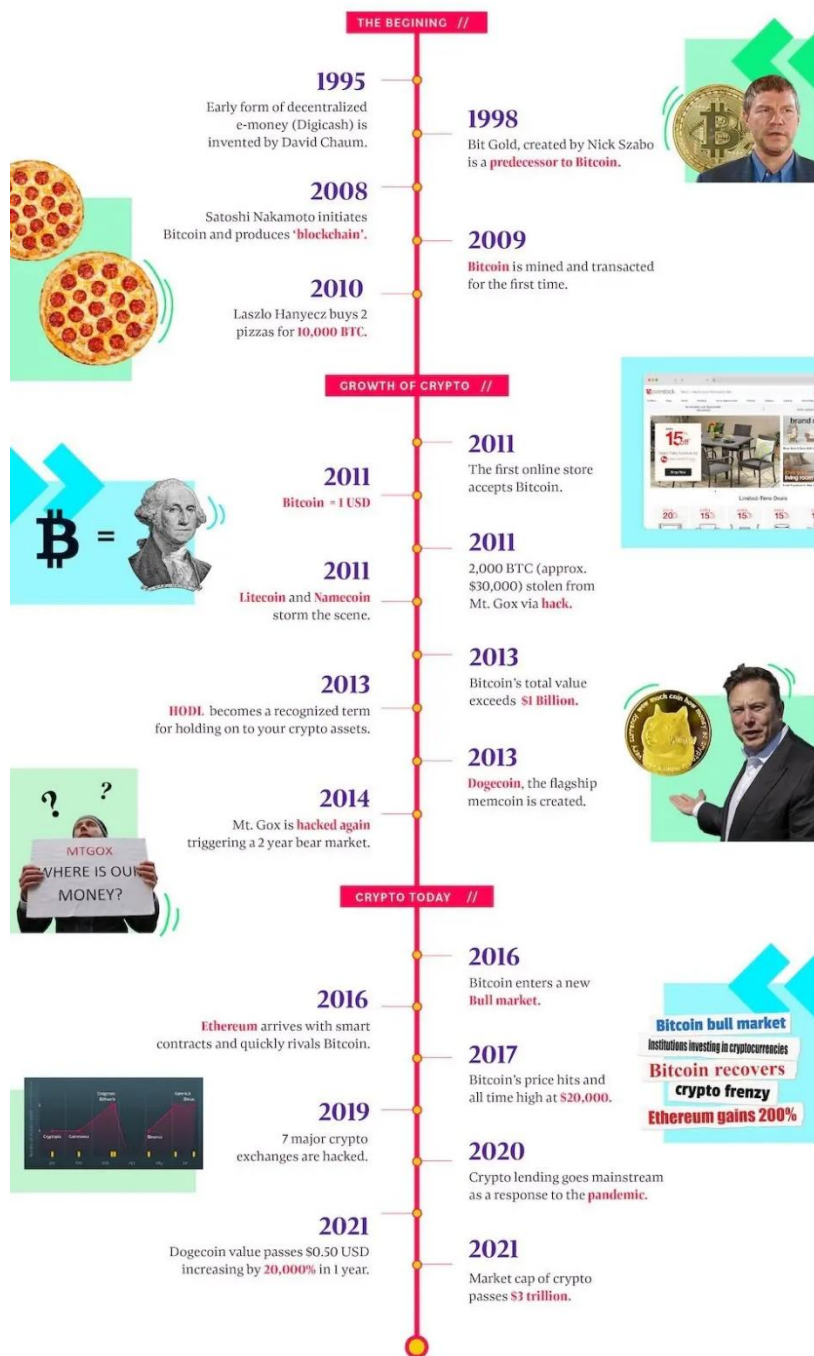 THE BEGINING //
1995
Early form of decentralized
e-money (Digicash) is
invented by David Chaum.
1998
Bit Gold, created by Nick Szabo
is a predecessor to Bitcoin.
2008
Satoshi Nakamoto initiates
Bitcoin and produces ‘blockchain’.
2009
Bitcoin is mined and transacted
for the first time.
2010
Laszlo Hanyecz buys 2
pizzas for 10,000 BTC.
GROWTH OF CRYPTO //
2011
The first online store
accepts Bitcoin.
overstock
15%
Shop Now
Limited-Time Deals
20%
15%
15%
15%
2011
Bitcoin = 1 USD
B =
2011
2,000 BTC (approx.
$30,000) stolen from
Mt. Gox via hack.
2011
Litecoin and Namecoin
storm the scene.
2013
Bitcoin's total value
exceeds $1 Billion.
2013
HODL becomes a recognized term
for holding on to your crypto assets.
2013
Dogecoin, the flagship
memcoin is created.
2014
Mt. Gox is hacked again
triggering a 2 year bear market.
? ?
MTGOX
WHERE IS OUR
MONEY?
CRYPTO TODAY //
2016
Bitcoin enters a new
Bull market.
2016
Ethereum arrives with smart
contracts and quickly rivals Bitcoin.
Bitcoin bull market
Institutions investing in cryptocurrencies
Bitcoin recovers
crypto frenzy
Ethereum gains 200%
2017
Bitcoin's price hits and
all time high at $20,000.
2019
7 major crypto
exchanges are hacked.
2020
Crypto lending goes mainstream
as a response to the pandemic.
2021
Dogecoin value passes $0.50 USD
increasing by 20,000% in 1 year.
2021
Market cap of crypto
passes $3 trillion.